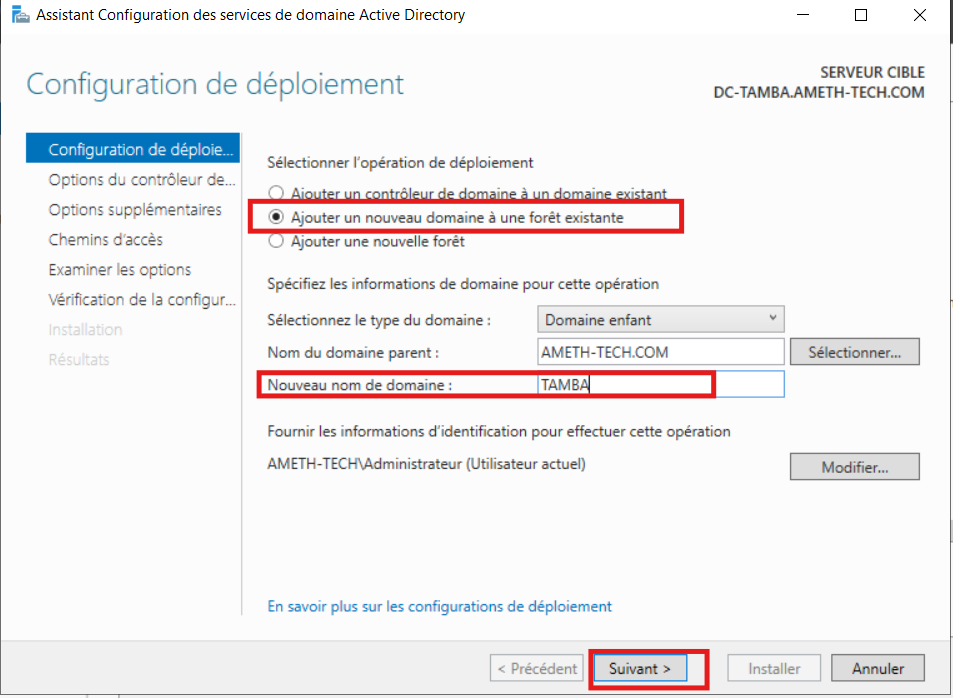 Assistant Configuration des services de domaine Active Directory
Configuration de déploiement
SERVEUR CIBLE
DC-TAMBA.AMETH-TECH.COM
Configuration de déploie...
Options du contrôleur de...
Options supplémentaires
Chemins d'accès
Examiner les options
Vérification de la configur...
Installation
Résultats
Sélectionner l'opération de déploiement
Ajouter un contrôleur de domaine à un domaine existant
Ajouter un nouveau domaine à une forêt existante
Ajouter une nouvelle forêt
Spécifiez les informations de domaine pour cette opération
Sélectionnez le type du domaine : Domaine enfant
Nom du domaine parent : AMETH-TECH.COM Sélectionner...
Nouveau nom de domaine : TAMBA
Fournir les informations d'identification pour effectuer cette opération
AMETH-TECH\Administrateur (Utilisateur actuel) Modifier...
En savoir plus sur les configurations de déploiement
< Précédent Suivant > Installer Annuler